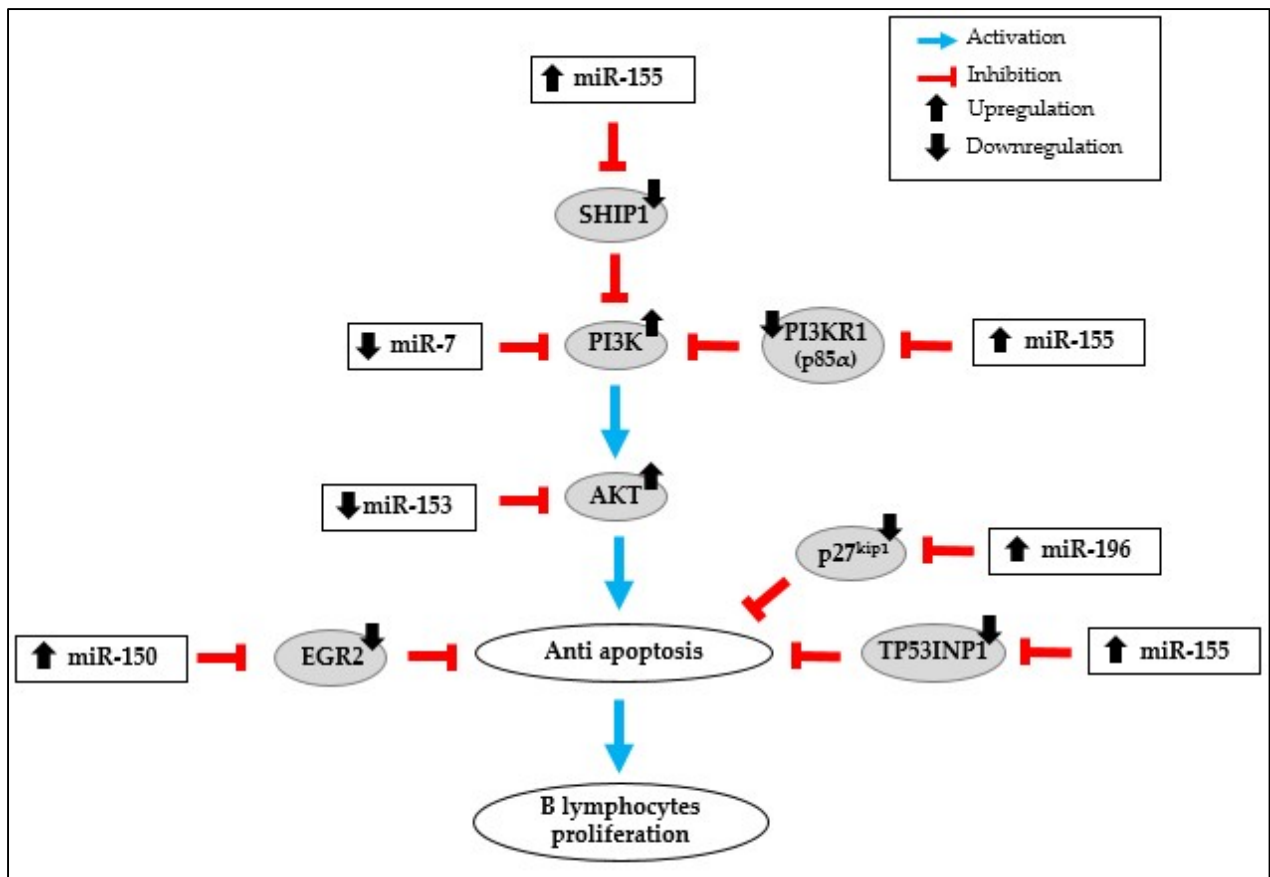 Activation
Inhibition
Upregulation
Downregulation
miR-155
SHIP1
miR-7
PI3K
PI3KR1
(p85α)
miR-155
miR-153
AKT
p27kip1
miR-196
miR-150
EGR2
Anti apoptosis
TP53INP1
miR-155
B lymphocytes
proliferation